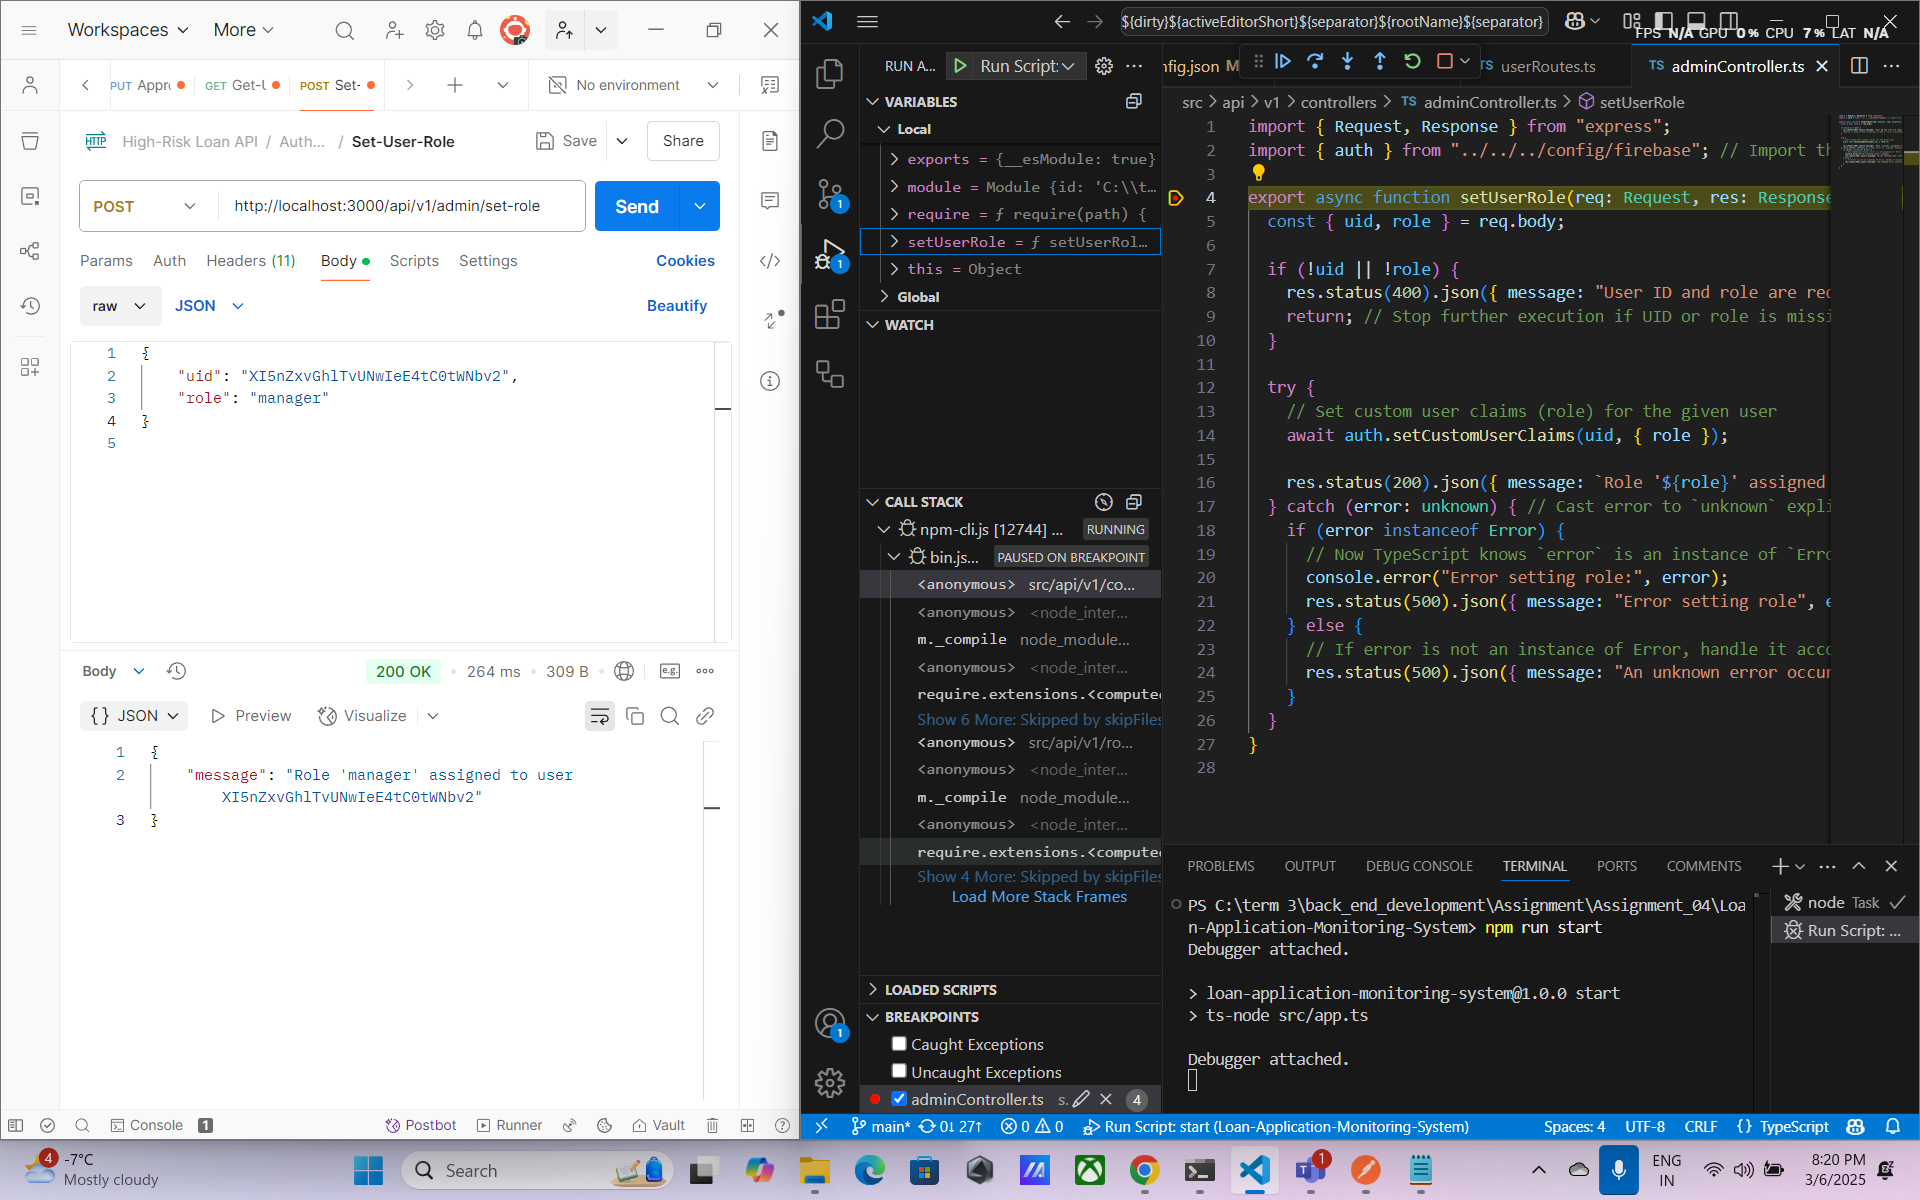 Workspaces
More
PUT Appr
GET Get-U
POST Set-
No environment
HTTP High-Risk Loan API / Auth... / Set-User-Role
Save
Share
POST
http://localhost:3000/api/v1/admin/set-role
Send
Params Auth Headers (11) Body Scripts Settings Cookies
raw
JSON
Beautify
1 {
2 "uid": "XI5nZxvGhlTvUNwIeE4tC0tWNbv2",
3 "role": "manager"
4 }
5
Body
200 OK • 264 ms • 309 B
e.g.
{} JSON
Preview
Visualize
1 {
2 "message": "Role 'manager' assigned to user
XI5nZxvGhlTvUNwIeE4tC0tWNbv2"
3 }
Console 1
Postbot
Runner
Vault
${dirty}${activeEditorShort}${separator}${rootName}${separator}
FPS N/A GPU 0% CPU 7% LAT N/A
RUN A...
Run Script:
VARIABLES
Local
exports = {__esModule: true}
module = Module {id: 'C:\\t...
require = ƒ require(path) {
setUserRole = ƒ setUserRol...
this = Object
Global
WATCH
CALL STACK
npm-cli.js [12744] ... RUNNING
bin.js... PAUSED ON BREAKPOINT
<anonymous> src/api/v1/co...
<anonymous> <node_inter...
m._compile node_module...
<anonymous> <node_inter...
require.extensions.<compute
Show 6 More: Skipped by skipFiles
<anonymous> src/api/v1/ro...
<anonymous> <node_inter...
m._compile node_module...
<anonymous> <node_inter...
require.extensions.<compute
Show 4 More: Skipped by skipFiles
Load More Stack Frames
LOADED SCRIPTS
BREAKPOINTS
Caught Exceptions
Uncaught Exceptions
adminController.ts s. 4
1
1
1
nfig.json M
TS userRoutes.ts
TS adminController.ts
src > api > v1 > controllers > TS adminController.ts > setUserRole
1 import { Request, Response } from "express";
2 import { auth } from "../../../config/firebase"; // Import th
3
4 export async function setUserRole(req: Request, res: Response
5 const { uid, role } = req.body;
6
7 if (!uid || !role) {
8 res.status(400).json({ message: "User ID and role are rec
9 return; // Stop further execution if UID or role is missi
10 }
11
12 try {
13 // Set custom user claims (role) for the given user
14 await auth.setCustomUserClaims(uid, { role });
15
16 res.status(200).json({ message: `Role '${role}' assigned
17 } catch (error: unknown) { // Cast error to `unknown` expli
18 if (error instanceof Error) {
19 // Now TypeScript knows `error` is an instance of `Erro
20 console.error("Error setting role:", error);
21 res.status(500).json({ message: "Error setting role", e
22 } else {
23 // If error is not an instance of Error, handle it acco
24 res.status(500).json({ message: "An unknown error occur
25 }
26 }
27 }
28
PROBLEMS OUTPUT DEBUG CONSOLE TERMINAL PORTS COMMENTS
PS C:\term 3\back_end_development\Assignment\Assignment_04\Loa
n-Application-Monitoring-System> npm run start
Debugger attached.
> loan-application-monitoring-system@1.0.0 start
> ts-node src/app.ts
Debugger attached.
node Task
Run Script: ...
main* 0↓ 27↑ 0 0 Run Script: start (Loan-Application-Monitoring-System)
Spaces: 4 UTF-8 CRLF {} TypeScript
4
-7°C
Mostly cloudy
Search
1
ENG
IN
8:20 PM
3/6/2025